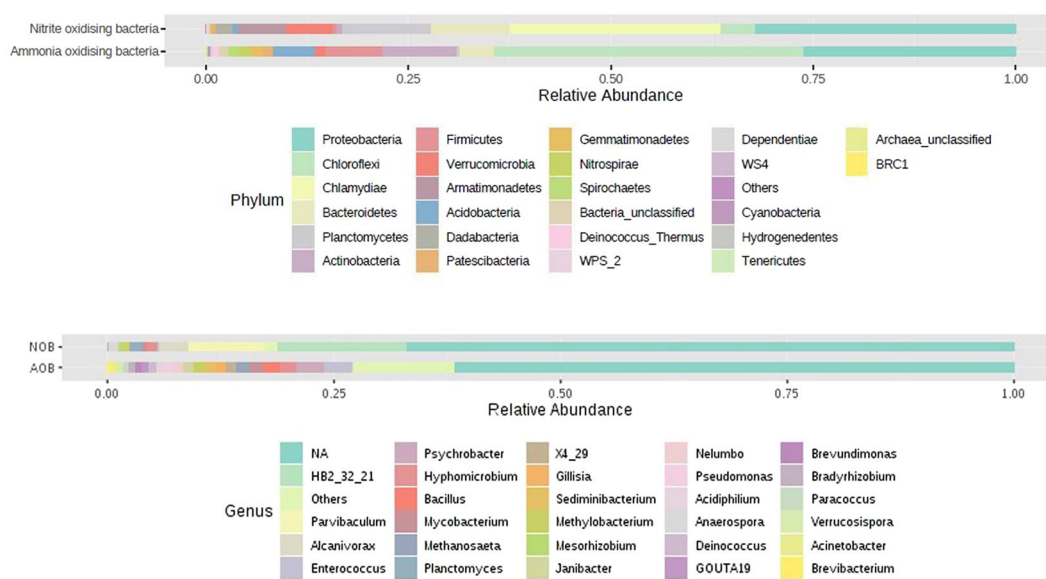 Nitrite oxidising bacteria
Ammonia oxidising bacteria
0.00 0.25 0.50 0.75 1.00
Relative Abundance
Phylum
Proteobacteria Firmicutes Gemmatimonadetes Dependentiae Archaea_unclassified
Chloroflexi Verrucomicrobia Nitrospirae WS4 BRC1
Chlamydiae Armatimonadetes Spirochaetes Others
Bacteroidetes Acidobacteria Bacteria_unclassified Cyanobacteria
Planctomycetes Dadabacteria Deinococcus_Thermus Hydrogenedentes
Actinobacteria Patescibacteria WPS_2 Tenericutes
NOB
AOB
0.00 0.25 0.50 0.75 1.00
Relative Abundance
Genus
NA Psychrobacter X4_29 Nelumbo Brevundimonas
HB2_32_21 Hyphomicrobium Gillisia Pseudomonas Bradyrhizobium
Others Bacillus Sediminibacterium Acidiphilium Paracoccus
Parvibaculum Mycobacterium Methylobacterium Anaerospora Verrucosispora
Alcanivorax Methanosaeta Mesorhizobium Deinococcus Acinetobacter
Enterococcus Planctomyces Janibacter GOUTA19 Brevibacterium